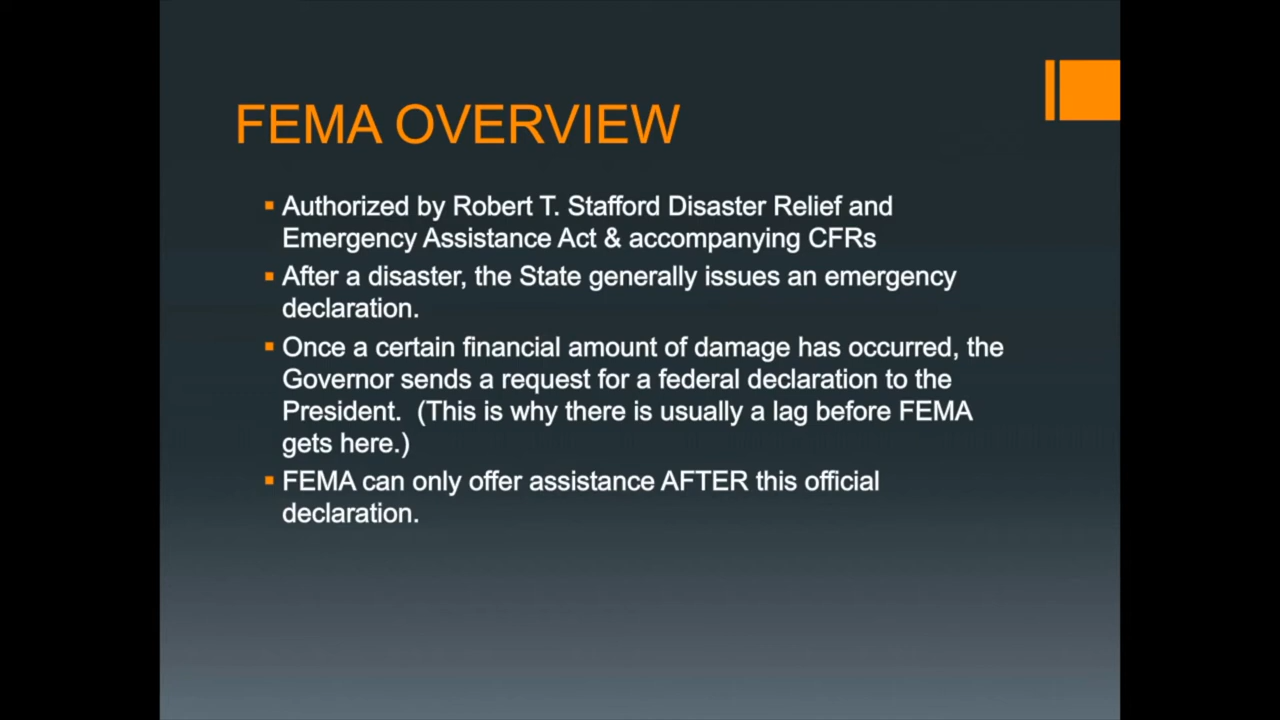 FEMA OVERVIEW
Authorized by Robert T. Stafford Disaster Relief and
Emergency Assistance Act & accompanying CFRs
After a disaster, the State generally issues an emergency
declaration.
Once a certain financial amount of damage has occurred, the
Governor sends a request for a federal declaration to the
President.  (This is why there is usually a lag before FEMA
gets here.)
FEMA can only offer assistance AFTER this official
declaration.